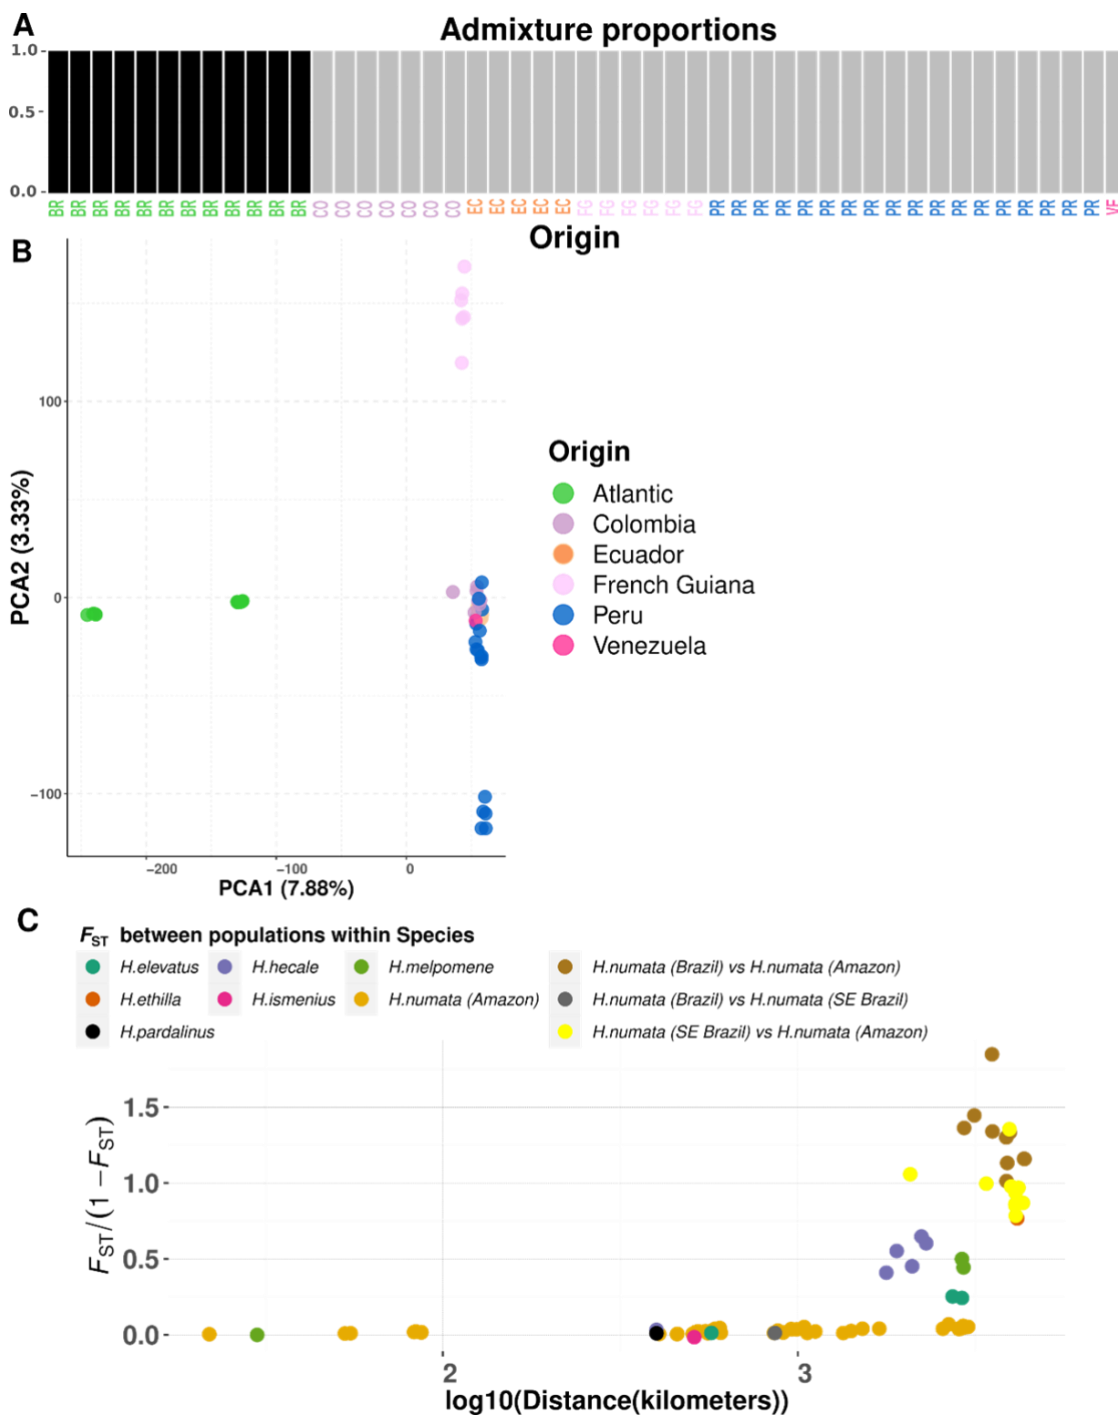 A
Admixture proportions
1.0
0.5
0.0
BR BR BR BR BR BR BR BR BR BR BR BR CO CO CO CO CO CO CO EC EC EC EC EC FG FG FG FG FG FG PR PR PR PR PR PR PR PR PR PR PR PR PR PR PR PR PR PR VE
Origin
B
PCA2 (3.33%)
100
0
−100
−200 −100 0
PCA1 (7.88%)
Origin
Atlantic
Colombia
Ecuador
French Guiana
Peru
Venezuela
C
FST between populations within Species
H.elevatus H.hecale H.melpomene H.numata (Brazil) vs H.numata (Amazon)
H.ethilla H.ismenius H.numata (Amazon) H.numata (Brazil) vs H.numata (SE Brazil)
H.pardalinus H.numata (SE Brazil) vs H.numata (Amazon)
FST/(1 − FST)
1.5
1.0
0.5
0.0
2 3
log10(Distance(kilometers))